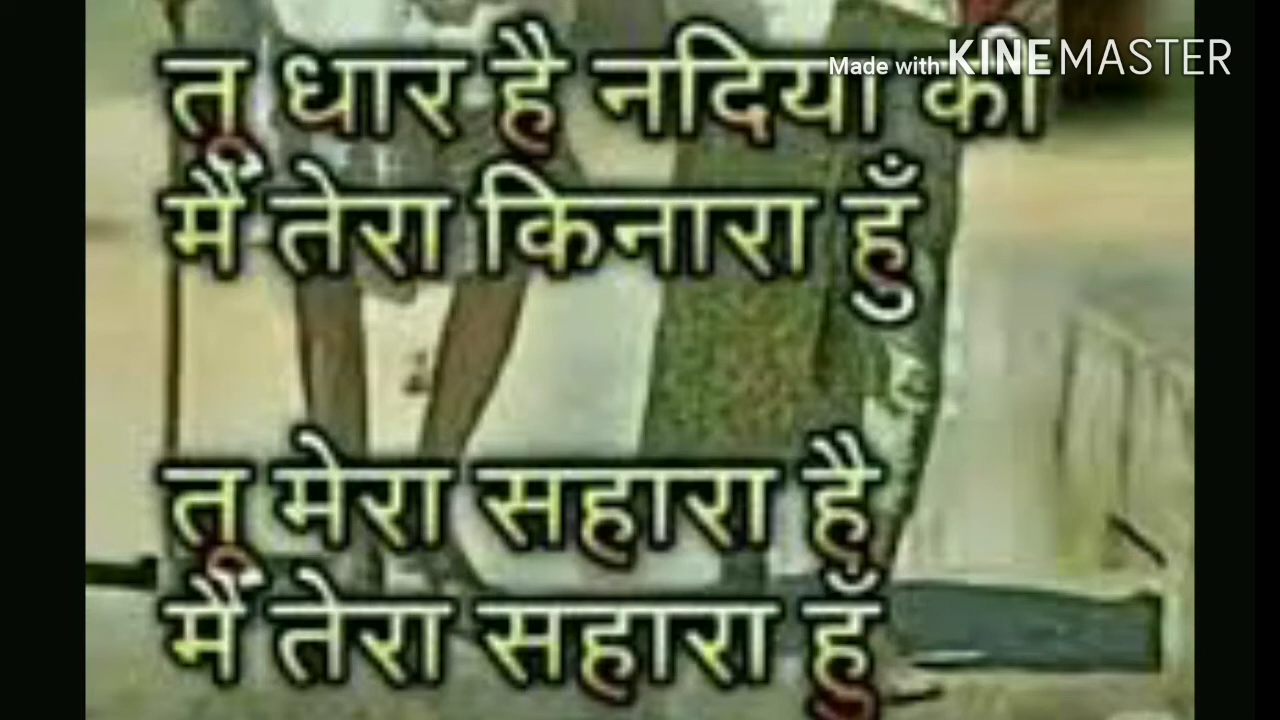 Made with KINEMASTER
तू धार है नदिया की
मैं तेरा किनारा हुँ
तू मेरा सहारा है
मैं तेरा सहारा हुँ